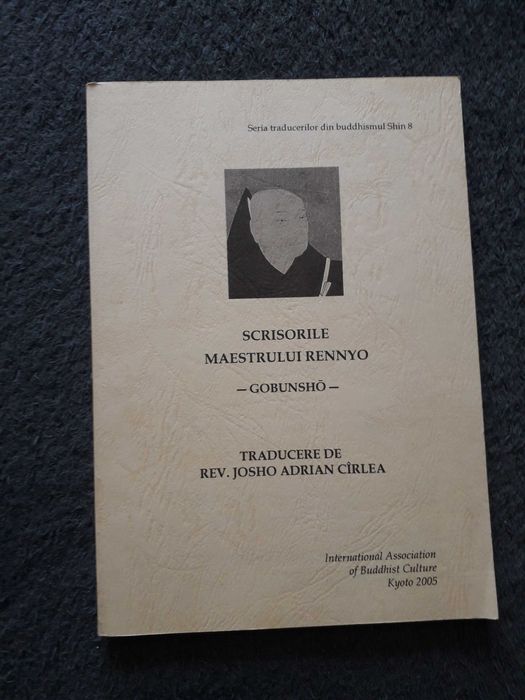 Seria traducerilor din buddhismul Shin 8
SCRISORILE
MAESTRULUI RENNYO
— GOBUNSHŌ —
TRADUCERE DE
REV. JOSHO ADRIAN CÎRLEA
International Association
of Buddhist Culture
Kyoto 2005